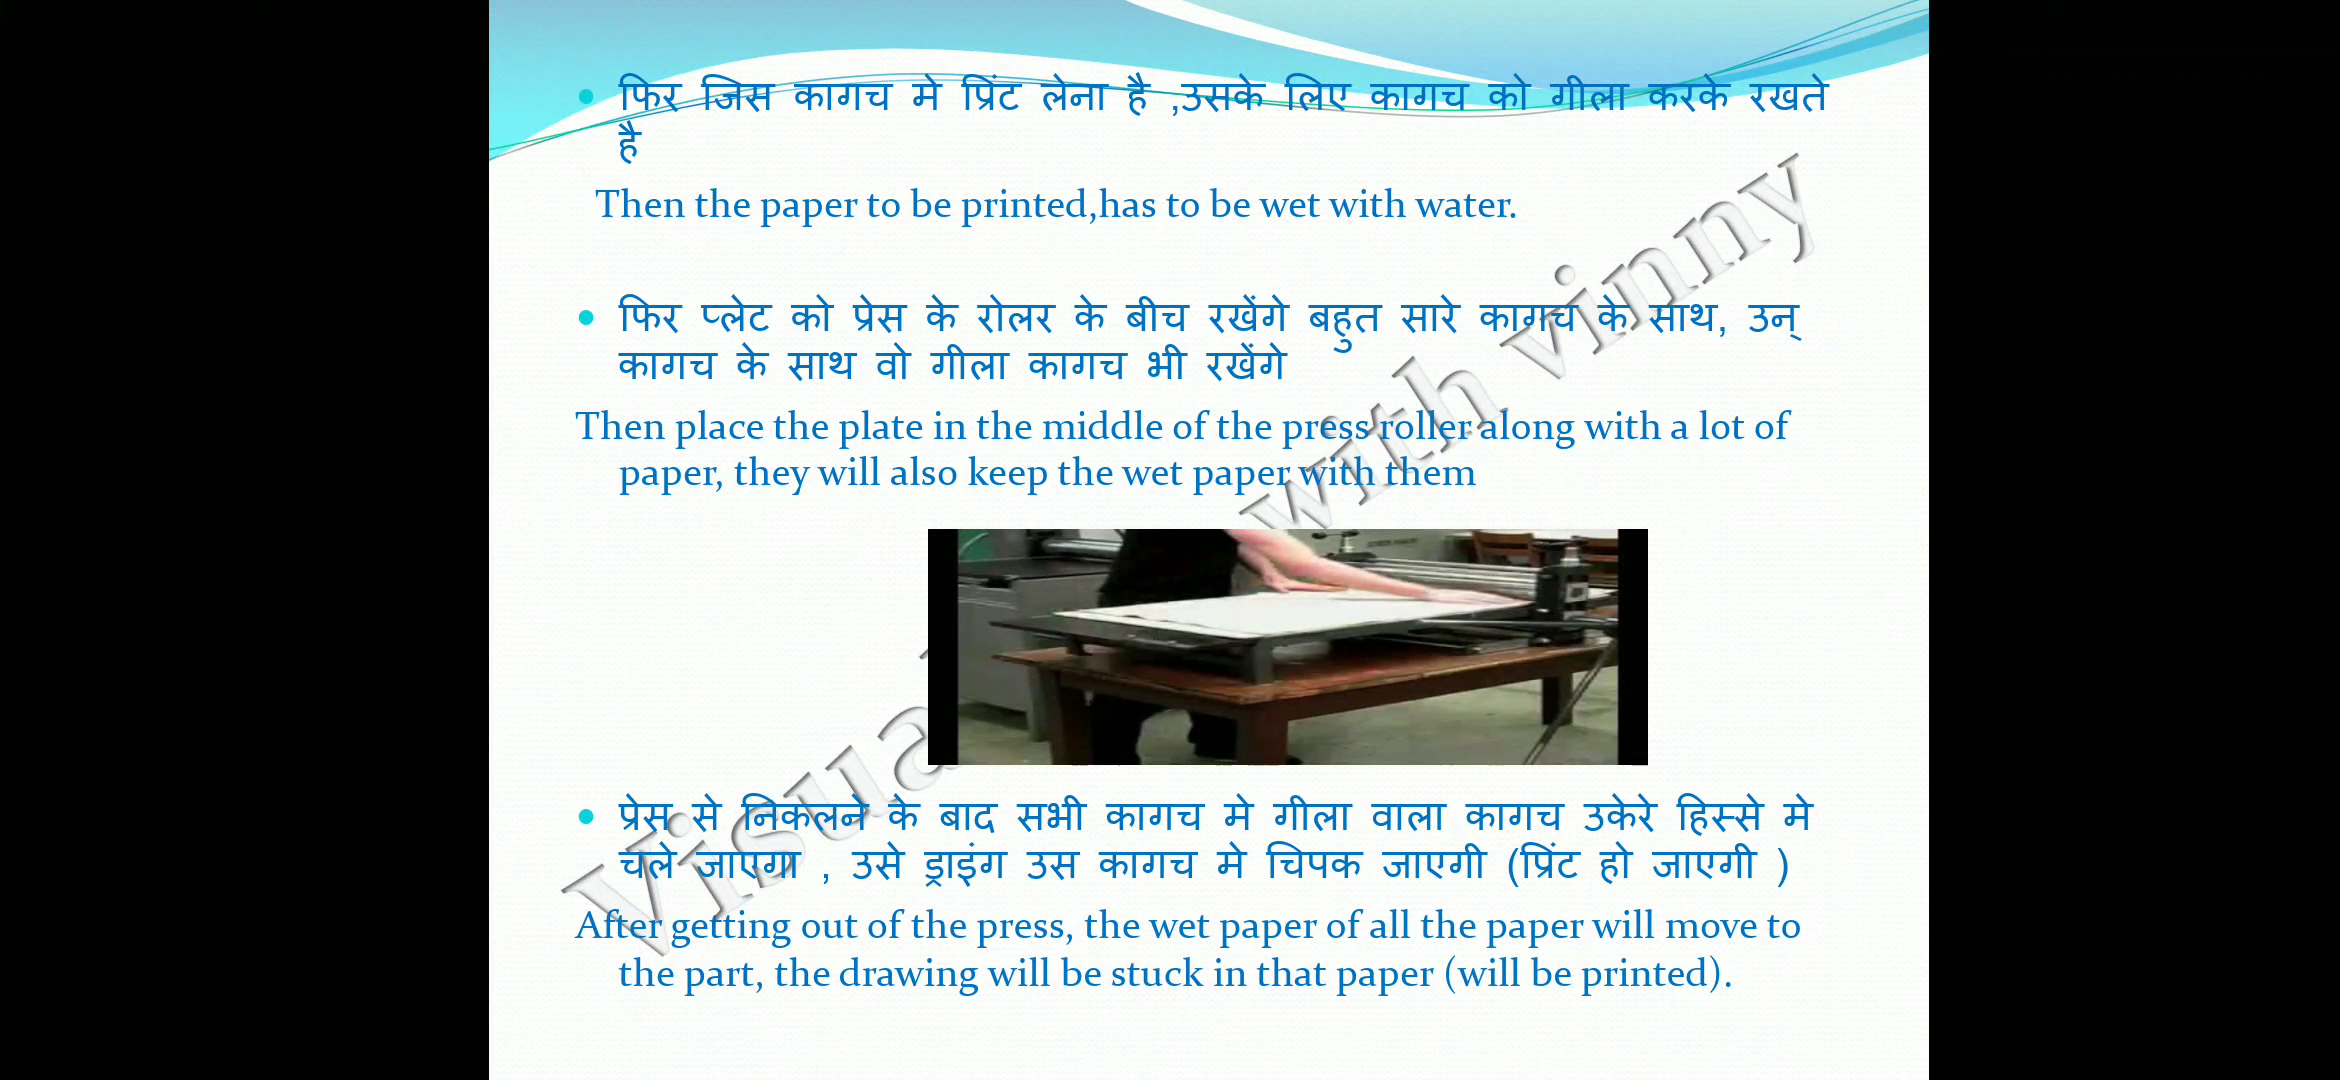 फिर जिस कागच मे प्रिंट लेना है ,उसके लिए कागच को गीला करके रखते
है
Then the paper to be printed,has to be wet with water.
फिर प्लेट को प्रेस के रोलर के बीच रखेंगे बहुत सारे कागच के साथ, उन्
कागच के साथ वो गीला कागच भी रखेंगे
Then place the plate in the middle of the press roller along with a lot of
paper, they will also keep the wet paper with them
प्रेस से निकलने के बाद सभी कागच मे गीला वाला कागच उकेरे हिस्से मे
चले जाएगा , उसे ड्राइंग उस कागच मे चिपक जाएगी (प्रिंट हो जाएगी )
After getting out of the press, the wet paper of all the paper will move to
the part, the drawing will be stuck in that paper (will be printed).
with vinny